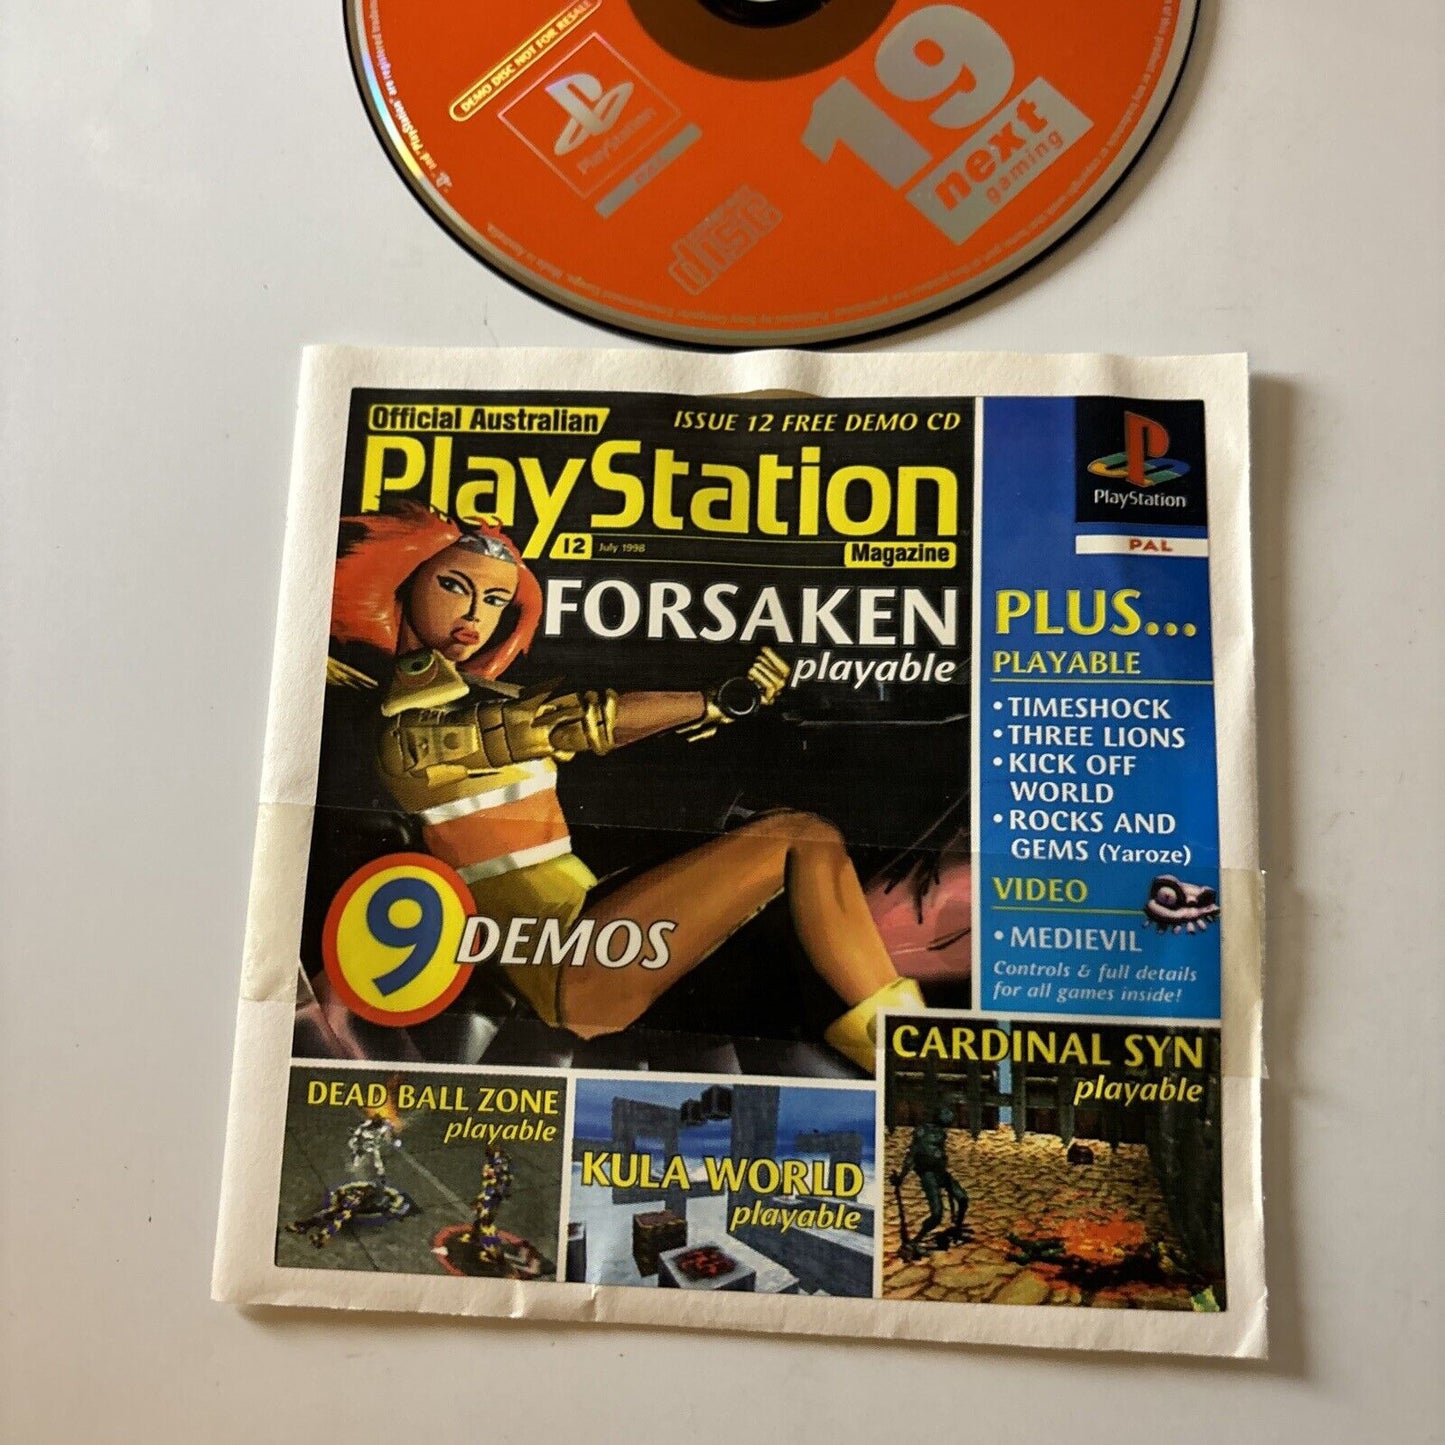 DEMO DISC NOT FOR RESALE
PlayStation
19
next
gaming
COMPACT
disc
Official Australian
ISSUE 12 FREE DEMO CD
PlayStation
12 July 1998
Magazine
PlayStation
PAL
FORSAKEN
playable
PLUS...
PLAYABLE
• TIMESHOCK
• THREE LIONS
• KICK OFF
WORLD
• ROCKS AND
GEMS (Yaroze)
VIDEO
• MEDIEVIL
Controls & full details
for all games inside!
9 DEMOS
DEAD BALL ZONE
playable
KULA WORLD
playable
CARDINAL SYN
playable